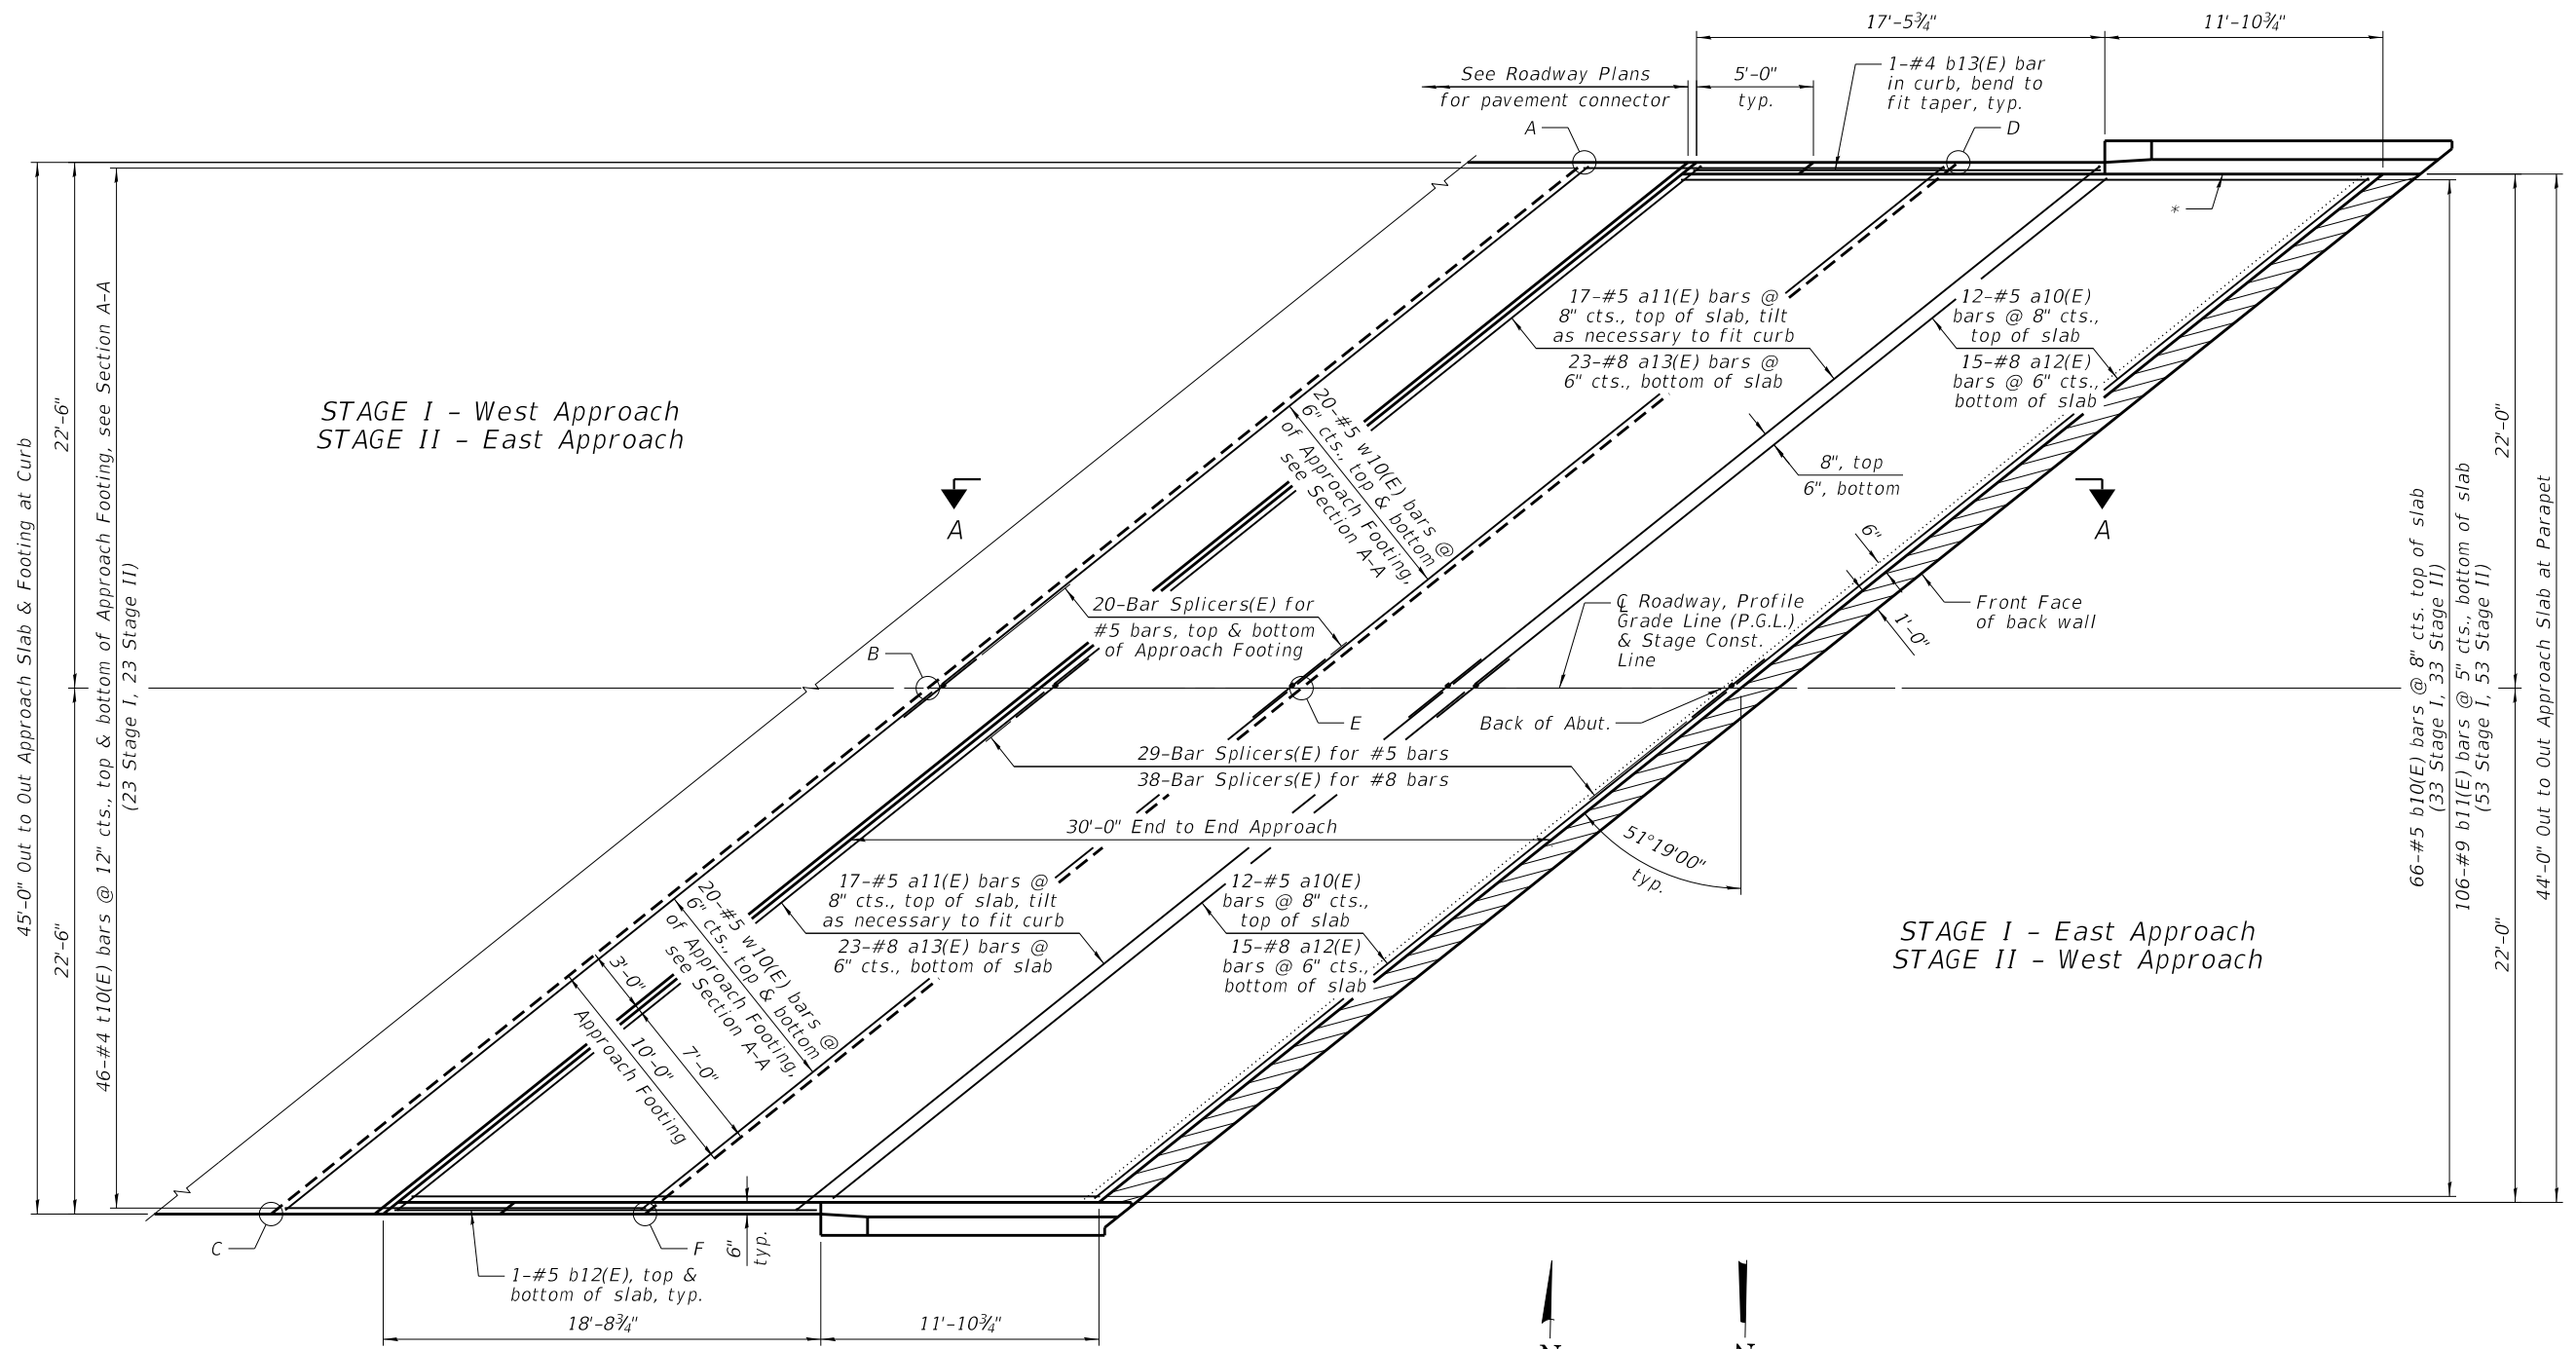 17'-5¾"
11'-10¾"
See Roadway Plans
for pavement connector
5'-0"
typ.
1-#4 b13(E) bar
in curb, bend to
fit taper, typ.
A
D
*
45'-0" Out to Out Approach Slab & Footing at Curb
22'-6"
22'-6"
46-#4 t10(E) bars @ 12" cts., top & bottom of Approach Footing, see Section A-A
(23 Stage I, 23 Stage II)
STAGE I - West Approach
STAGE II - East Approach
17-#5 a11(E) bars @
8" cts., top of slab, tilt
as necessary to fit curb
23-#8 a13(E) bars @
6" cts., bottom of slab
12-#5 a10(E)
bars @ 8" cts.,
top of slab
15-#8 a12(E)
bars @ 6" cts.,
bottom of slab
20-#5 w10(E) bars @
6" cts., top & bottom
of Approach Footing,
see Section A-A
8", top
6", bottom
A
A
6"
1'-0"
Front Face
of back wall
20-Bar Splicers(E) for
#5 bars, top & bottom
of Approach Footing
℄ Roadway, Profile
Grade Line (P.G.L.)
& Stage Const.
Line
B
E
Back of Abut.
29-Bar Splicers(E) for #5 bars
38-Bar Splicers(E) for #8 bars
30'-0" End to End Approach
51°19'00"
typ.
17-#5 a11(E) bars @
8" cts., top of slab, tilt
as necessary to fit curb
23-#8 a13(E) bars @
6" cts., bottom of slab
12-#5 a10(E)
bars @ 8" cts.,
top of slab
15-#8 a12(E)
bars @ 6" cts.,
bottom of slab
20-#5 w10(E) bars @
6" cts., top & bottom
of Approach Footing,
see Section A-A
3'-0"
7'-0"
10'-0"
Approach Footing
STAGE I - East Approach
STAGE II - West Approach
66-#5 b10(E) bars @ 8" cts. top of slab
(33 Stage I, 33 Stage II)
106-#9 b11(E) bars @ 5" cts., bottom of slab
(53 Stage I, 53 Stage II)
22'-0"
22'-0"
44'-0" Out to Out Approach Slab at Parapet
C
F
6"
typ.
1-#5 b12(E), top &
bottom of slab, typ.
18'-8¾"
11'-10¾"
N
N